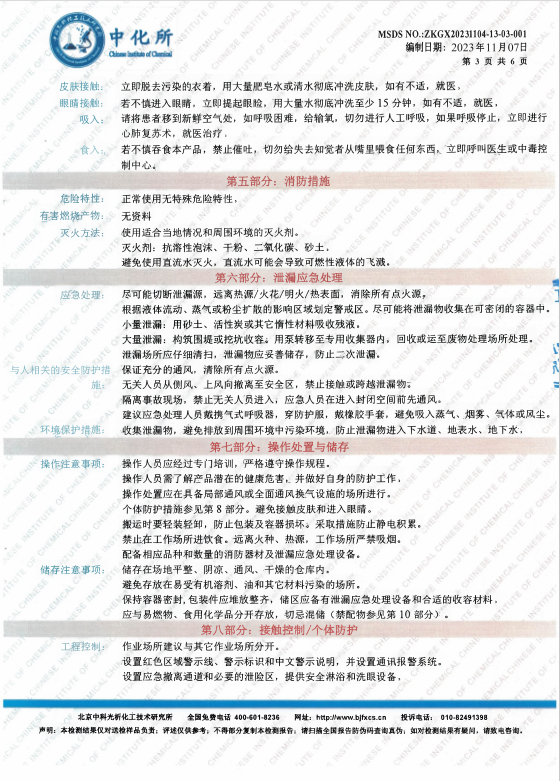 中化所
Chinese Institute of Chemical
MSDS NO.:ZKGX20231104-13-03-001
编制日期：2023年11月07日
第 3 页 共 6 页
皮肤接触： 立即脱去污染的衣着，用大量肥皂水或清水彻底冲洗皮肤，如有不适，就医。
眼睛接触： 若不慎进入眼睛，立即提起眼睑，用大量水彻底冲洗至少 15 分钟，如有不适，就医。
吸入： 请将患者移到新鲜空气处，如呼吸困难，给输氧，切勿进行人工呼吸，如果呼吸停止，立即进行
心肺复苏术，就医治疗。
食入： 若不慎吞食本产品，禁止催吐，切勿给失去知觉者从嘴里喂食任何东西，立即呼叫医生或中毒控
制中心。
第五部分：消防措施
危险特性： 正常使用无特殊危险特性。
有害燃烧产物： 无资料
灭火方法： 使用适合当地情况和周围环境的灭火剂。
灭火剂：抗溶性泡沫、干粉、二氧化碳、砂土。
避免使用直流水灭火，直流水可能会导致可燃性液体的飞溅。
第六部分：泄漏应急处理
应急处理： 尽可能切断泄漏源，远离热源/火花/明火/热表面，消除所有点火源。
根据液体流动、蒸气或粉尘扩散的影响区域划定警戒区。尽可能将泄漏物收集在可密闭的容器中。
小量泄漏：用砂土、活性炭或其它惰性材料吸收残液。
大量泄漏：构筑围堤或挖坑收容。用泵转移至专用收集器内，回收或运至废物处理场所处理。
泄漏场所应仔细清扫，泄漏物应妥善储存，防止二次泄漏。
与人相关的安全防护措 保证充分的通风，清除所有点火源。
施： 无关人员从侧风、上风向撤离至安全区，禁止接触或跨越泄漏物。
隔离事故现场，禁止无关人员进入，应急人员在进入封闭空间前先通风。
建议应急处理人员戴携气式呼吸器，穿防护服，戴橡胶手套，避免吸入蒸气、烟雾、气体或风尘。
环境保护措施： 收集泄漏物，避免排放到周围环境中污染环境，防止泄漏物进入下水道、地表水、地下水。
第七部分：操作处置与储存
操作注意事项： 操作人员应经过专门培训，严格遵守操作规程。
操作人员需了解产品潜在的健康危害，并做好自身的防护工作。
操作处置应在具备局部通风或全面通风换气设施的场所进行。
个体防护措施参见第 8 部分。避免接触皮肤和进入眼睛。
搬运时要轻装轻卸，防止包装及容器损坏。采取措施防止静电积累。
禁止在工作场所进饮食。远离火种、热源，工作场所严禁吸烟。
配备相应品种和数量的消防器材及泄漏应急处理设备。
储存注意事项： 储存在场地平整、阴凉、通风、干燥的仓库内。
避免存放在易受有机溶剂、油和其它材料污染的场所。
保持容器密封,包装件应堆放整齐，储区应备有泄漏应急处理设备和合适的收容材料。
应与易燃物、食用化学品分开存放，切忌混储（禁配物参见第 10 部分）。
第八部分：接触控制/个体防护
工程控制： 作业场所建议与其它作业场所分开。
设置红色区域警示线、警示标识和中文警示说明，并设置通讯报警系统。
设置应急撤离通道和必要的泄险区，提供安全淋浴和洗眼设备。
北京中科光析化工技术研究所 全国免费电话 400-601-8236 网址：http://www.bjfxcs.cn 投诉电话： 010-82491398
声明：本检测结果仅对送检样品负责；评述仅供参考；不得部分复制本检测报告；请扫描全国报告防伪码查询真伪；如对检测结果有疑问，请致电咨询。